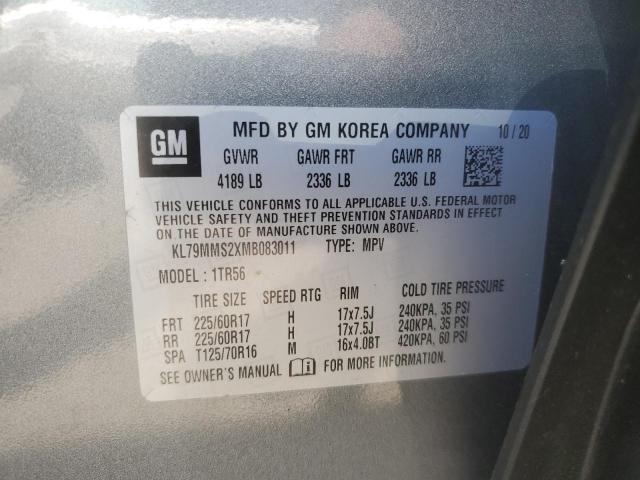 GM MFD BY GM KOREA COMPANY 10/20
GVWR GAWR FRT GAWR RR
4189 LB 2336 LB 2336 LB
THIS VEHICLE CONFORMS TO ALL APPLICABLE U.S. FEDERAL MOTOR
VEHICLE SAFETY AND THEFT PREVENTION STANDARDS IN EFFECT
ON THE DATE OF MANUFACTURE SHOWN ABOVE.
KL79MMS2XMB083011 TYPE: MPV
MODEL: 1TR56
TIRE SIZE SPEED RTG RIM COLD TIRE PRESSURE
FRT 225/60R17 H 17x7.5J 240KPA, 35 PSI
RR 225/60R17 H 17x7.5J 240KPA, 35 PSI
SPA T125/70R16 M 16x4.0BT 420KPA, 60 PSI
SEE OWNER'S MANUAL FOR MORE INFORMATION.